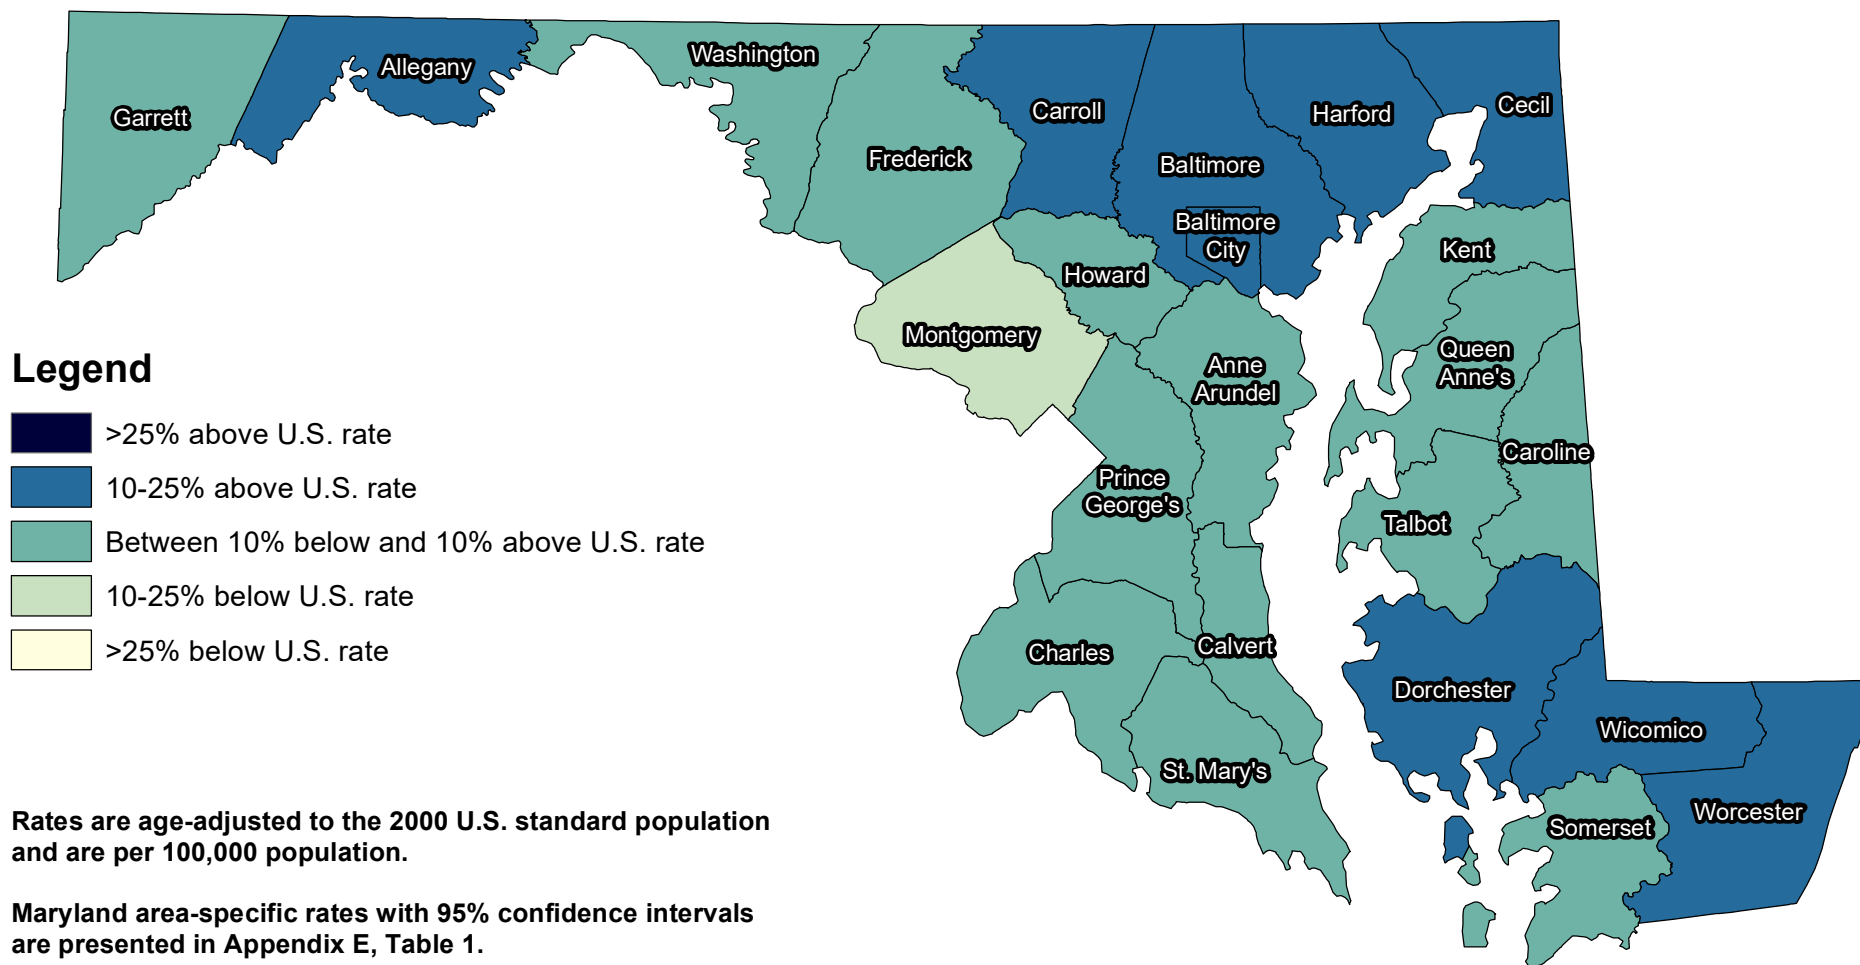 Washington
Allegany
Garrett
Frederick
Carroll
Harford
Cecil
Baltimore
Baltimore
City
Kent
Howard
Montgomery
Anne
Arundel
Queen
Anne's
Caroline
Prince
George's
Talbot
Charles
Calvert
Dorchester
Wicomico
St. Mary's
Somerset
Worcester
Legend
>25% above U.S. rate
10-25% above U.S. rate
Between 10% below and 10% above U.S. rate
10-25% below U.S. rate
>25% below U.S. rate
Rates are age-adjusted to the 2000 U.S. standard population
and are per 100,000 population.
Maryland area-specific rates with 95% confidence intervals
are presented in Appendix E, Table 1.